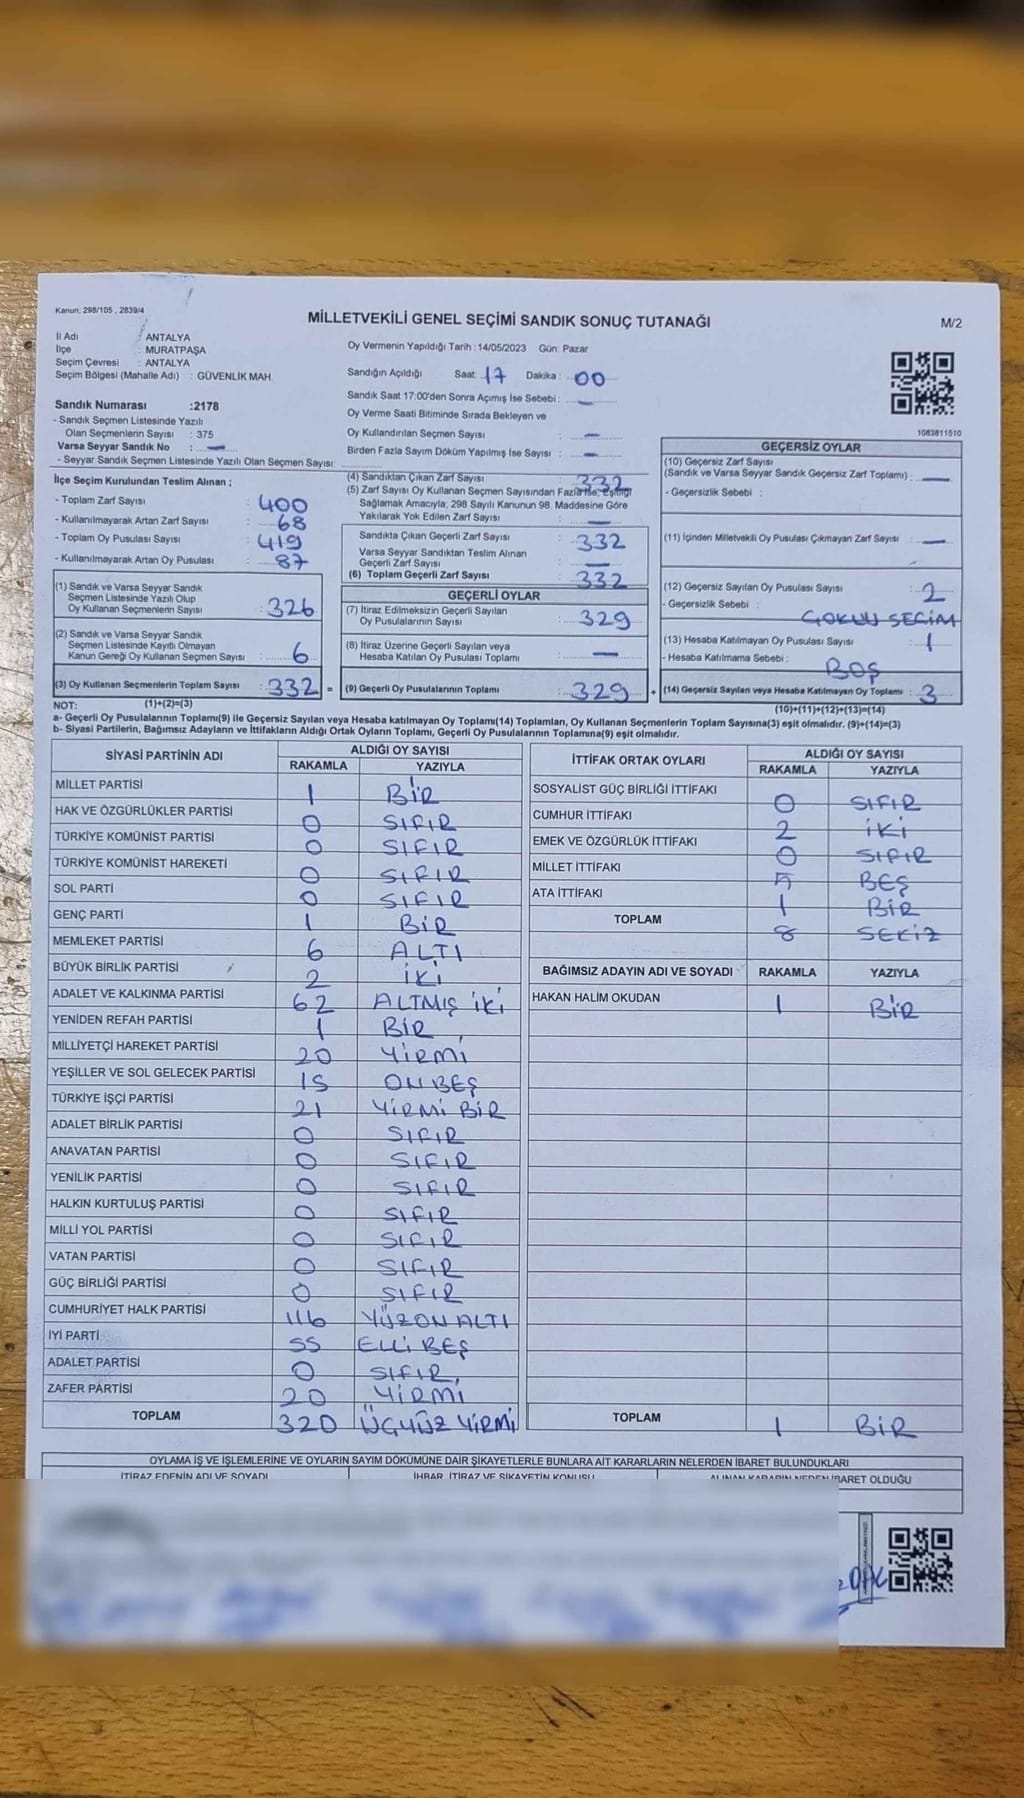 Kanun; 298/105 , 2839/4
MİLLETVEKİLİ GENEL SEÇİMİ SANDIK SONUÇ TUTANAĞI
M/2
İl Adı : ANTALYA
İlçe : MURATPAŞA
Seçim Çevresi : ANTALYA
Seçim Bölgesi (Mahalle Adı) : GÜVENLİK MAH.
Oy Vermenin Yapıldığı Tarih :14/05/2023 Gün: Pazar
Sandığın Açıldığı Saat: 17 Dakika : 00
Sandık Saat 17:00'den Sonra Açımış İse Sebebi : —
Oy Verme Saati Bitiminde Sırada Bekleyen ve
Oy Kullandırılan Seçmen Sayısı : —
Birden Fazla Sayım Döküm Yapılmış İse Sayısı : —
1083811510
Sandık Numarası :2178
- Sandık Seçmen Listesinde Yazılı
Olan Seçmenlerin Sayısı : 375
Varsa Seyyar Sandık No : —
- Seyyar Sandık Seçmen Listesinde Yazılı Olan Seçmen Sayısı:
İlçe Seçim Kurulundan Teslim Alınan ;
- Toplam Zarf Sayısı : 400
- Kullanılmayarak Artan Zarf Sayısı : 68
- Toplam Oy Pusulası Sayısı : 419
- Kullanılmayarak Artan Oy Pusulası : 87
(1) Sandık ve Varsa Seyyar Sandık
Seçmen Listesinde Yazılı Olup
Oy Kullanan Seçmenlerin Sayısı : 326
(2) Sandık ve Varsa Seyyar Sandık
Seçmen Listesinde Kayıtlı Olmayan
Kanun Gereği Oy Kullanan Seçmen Sayısı : 6
(3) Oy Kullanan Seçmenlerin Toplam Sayısı : 332 =
(4) Sandıktan Çıkan Zarf Sayısı : 332
(5) Zarf Sayısı Oy Kullanan Seçmen Sayısından Fazla İse, Eşitliği
Sağlamak Amacıyla; 298 Sayılı Kanunun 98. Maddesine Göre
Yakılarak Yok Edilen Zarf Sayısı : —
Sandıkta Çıkan Geçerli Zarf Sayısı : 332
Varsa Seyyar Sandıktan Teslim Alınan
Geçerli Zarf Sayısı : —
(6) Toplam Geçerli Zarf Sayısı : 332
GEÇERLİ OYLAR
(7) İtiraz Edilmeksizin Geçerli Sayılan
Oy Pusulalarının Sayısı : 329
(8) İtiraz Üzerine Geçerli Sayılan veya
Hesaba Katılan Oy Pusulası Toplamı : —
(9) Geçerli Oy Pusulalarının Toplamı : 329 +
GEÇERSİZ OYLAR
(10) Geçersiz Zarf Sayısı
(Sandık ve Varsa Seyyar Sandık Geçersiz Zarf Toplamı) : —
- Geçersizlik Sebebi :
(11) İçinden Milletvekili Oy Pusulası Çıkmayan Zarf Sayısı : —
(12) Geçersiz Sayılan Oy Pusulası Sayısı : 2
- Geçersizlik Sebebi :
ÇOKLU SEÇİM
(13) Hesaba Katılmayan Oy Pusulası Sayısı : 1
- Hesaba Katılmama Sebebi : BOŞ
(14) Geçersiz Sayılan veya Hesaba Katılmayan Oy Toplamı : 3
NOT: (1)+(2)=(3)
(10)+(11)+(12)+(13)=(14)
a- Geçerli Oy Pusulalarının Toplamı(9) ile Geçersiz Sayılan veya Hesaba katılmayan Oy Toplam(14) Toplamları, Oy Kullanan Seçmenlerin Toplam Sayısına(3) eşit olmalıdır. (9)+(14)=(3)
b- Siyasi Partilerin, Bağımsız Adayların ve İttifakların Aldığı Ortak Oyların Toplamı, Geçerli Oy Pusulalarının Toplamına(9) eşit olmalıdır.
SİYASİ PARTİNİN ADI ALDIĞI OY SAYISI
RAKAMLA YAZIYLA
MİLLET PARTİSİ 1 BİR
HAK VE ÖZGÜRLÜKLER PARTİSİ 0 SIFIR
TÜRKİYE KOMÜNİST PARTİSİ 0 SIFIR
TÜRKİYE KOMÜNİST HAREKETİ 0 SIFIR
SOL PARTİ 0 SIFIR
GENÇ PARTİ 1 BİR
MEMLEKET PARTİSİ 6 ALTI
BÜYÜK BİRLİK PARTİSİ 2 İKİ
ADALET VE KALKINMA PARTİSİ 62 ALTMIŞ İKİ
YENİDEN REFAH PARTİSİ 1 BİR
MİLLİYETÇİ HAREKET PARTİSİ 20 YİRMİ
YEŞİLLER VE SOL GELECEK PARTİSİ 15 ON BEŞ
TÜRKİYE İŞÇİ PARTİSİ 21 YİRMİ BİR
ADALET BİRLİK PARTİSİ 0 SIFIR
ANAVATAN PARTİSİ 0 SIFIR
YENİLİK PARTİSİ 0 SIFIR
HALKIN KURTULUŞ PARTİSİ 0 SIFIR
MİLLİ YOL PARTİSİ 0 SIFIR
VATAN PARTİSİ 0 SIFIR
GÜÇ BİRLİĞİ PARTİSİ 0 SIFIR
CUMHURİYET HALK PARTİSİ 116 YÜZON ALTI
İYİ PARTİ 55 ELLİ BEŞ
ADALET PARTİSİ 0 SIFIR
ZAFER PARTİSİ 20 YİRMİ
TOPLAM 320 ÜÇYÜZ YİRMİ
İTTİFAK ORTAK OYLARI ALDIĞI OY SAYISI
RAKAMLA YAZIYLA
SOSYALİST GÜÇ BİRLİĞİ İTTİFAKI 0 SIFIR
CUMHUR İTTİFAKI 2 İKİ
EMEK VE ÖZGÜRLÜK İTTİFAKI 0 SIFIR
MİLLET İTTİFAKI 5 BEŞ
ATA İTTİFAKI 1 BİR
TOPLAM 8 SEKİZ
BAĞIMSIZ ADAYIN ADI VE SOYADI RAKAMLA YAZIYLA
HAKAN HALİM OKUDAN 1 BİR
TOPLAM 1 BİR
OYLAMA İŞ VE İŞLEMLERİNE VE OYLARIN SAYIM DÖKÜMÜNE DAİR ŞİKAYETLERLE BUNLARA AİT KARARLARIN NELERDEN İBARET BULUNDUKLARI
İTİRAZ EDENİN ADI VE SOYADI İHBAR, İTİRAZ VE ŞİKAYETİN KONUSU ALINAN KARARIN NEDEN İBARET OLDUĞU